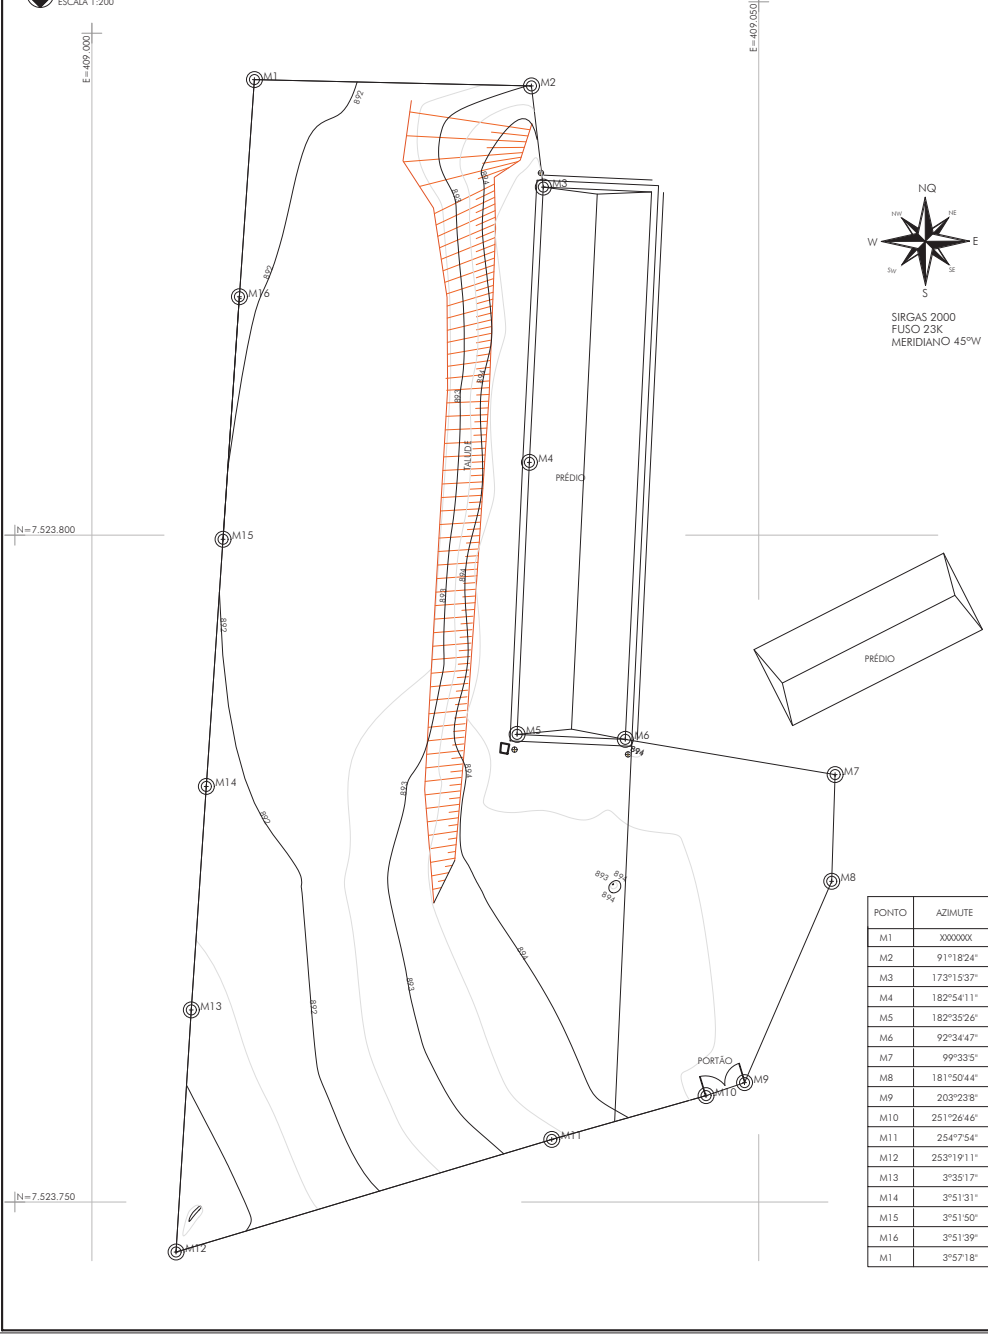 ESCALA 1:200
E=409.000
E=409.050
M1
M2
892
893
894
M3
NQ
NW
NE
W
E
SW
SE
S
SIRGAS 2000
FUSO 23K
MERIDIANO 45°W
892
M16
893
894
TALUDE
M4
PRÉDIO
N=7.523.800
M15
893
894
892
PRÉDIO
M5
M6
894
M7
M14
893
894
892
M8
893
894
894
894
893
892
M13
PORTÃO
M9
M10
M11
N=7.523.750
M12
PONTO AZIMUTE
M1 XXXXXXX
M2 91°18'24"
M3 173°15'37"
M4 182°54'11"
M5 182°35'26"
M6 92°34'47"
M7 99°33'5"
M8 181°50'44"
M9 203°23'8"
M10 251°26'46"
M11 254°7'54"
M12 253°19'11"
M13 3°35'17"
M14 3°51'31"
M15 3°51'50"
M16 3°51'39"
M1 3°57'18"